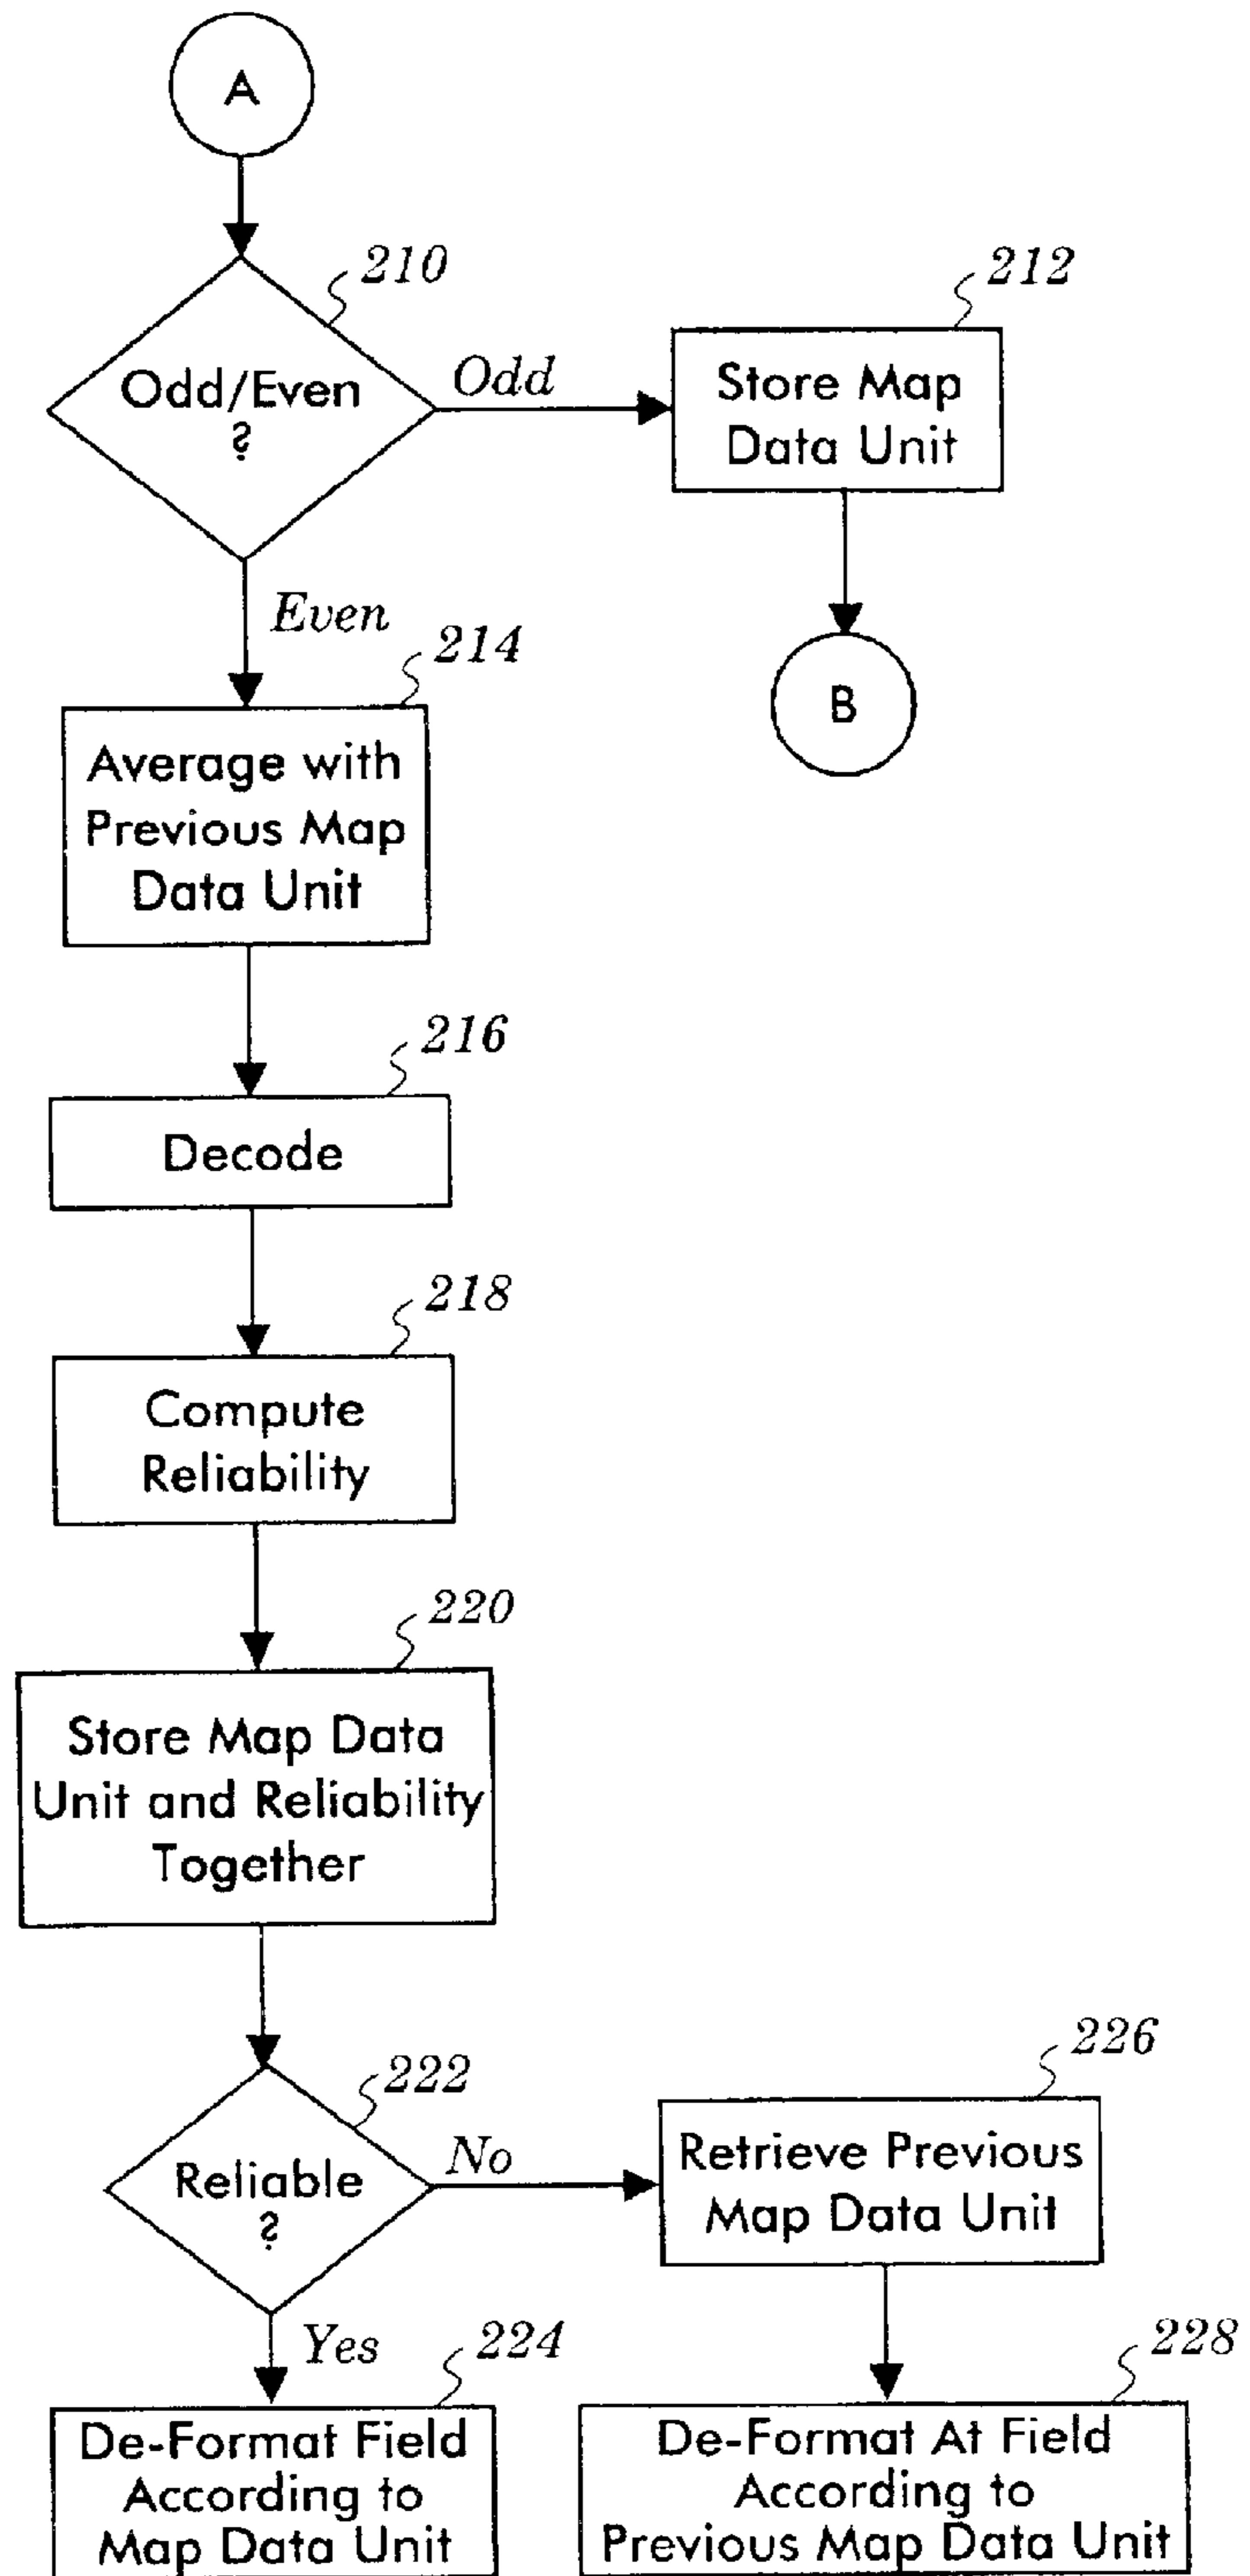 A
210
Odd/Even
?
Odd
212
Store Map
Data Unit
B
Even
214
Average with
Previous Map
Data Unit
216
Decode
218
Compute
Reliability
220
Store Map Data
Unit and Reliability
Together
222
Reliable
?
No
226
Retrieve Previous
Map Data Unit
Yes
224
De-Format Field
According to
Map Data Unit
228
De-Format At Field
According to
Previous Map Data Unit